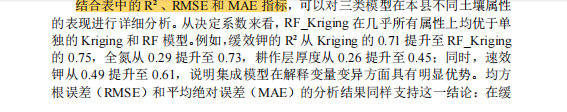 结合表中的 R²、RMSE 和 MAE 指标，可以对三类模型在本县不同土壤属性
的表现进行详细分析。从决定系数来看，RF_Kriging 在几乎所有属性上均优于单
独的 Kriging 和 RF 模型。例如，缓效钾的 R² 从 Kriging 的 0.71 提升至 RF_Kriging
的 0.75，全氮从 0.29 提升至 0.73，耕作层厚度从 0.26 提升至 0.45；同时，速效
钾从 0.49 提升至 0.61，说明集成模型在解释变量变异方面具有明显优势。均方
根误差（RMSE）和平均绝对误差（MAE）的分析结果同样支持这一结论：在缓